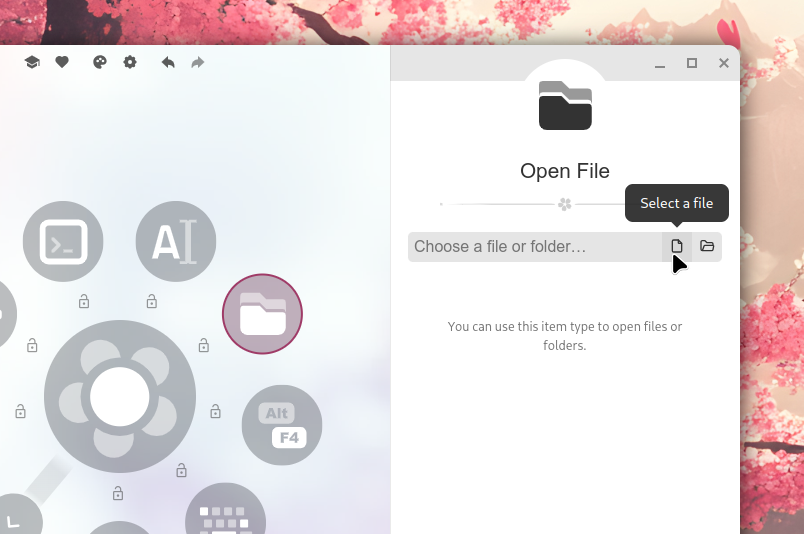 Open File
Select a file
Choose a file or folder…
A
You can use this item type to open files or
folders.
Alt
F4